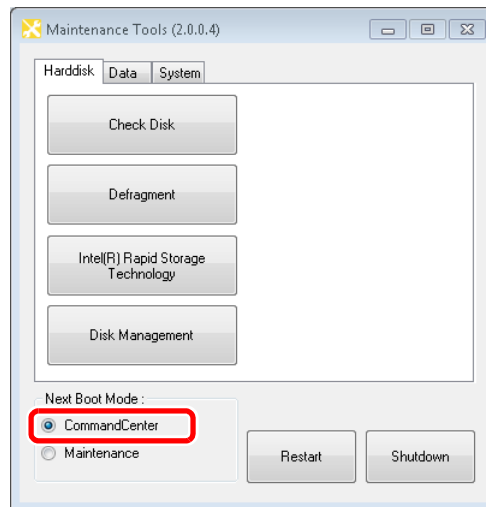 Maintenance Tools (2.0.0.4)
Harddisk Data System
Check Disk
Defragment
Intel(R) Rapid Storage
Technology
Disk Management
Next Boot Mode :
CommandCenter
Maintenance
Restart Shutdown